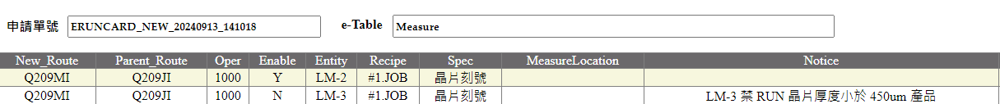 申請單號 ERUNCARD_NEW_20240913_141018 e-Table Measure
New_Route Parent_Route Oper Enable Entity Recipe Spec MeasureLocation Notice
Q209MI Q209JI 1000 Y LM-2 #1.JOB 晶片刻號
Q209MI Q209JI 1000 N LM-3 #1.JOB 晶片刻號 LM-3 禁 RUN 晶片厚度小於 450um 產品